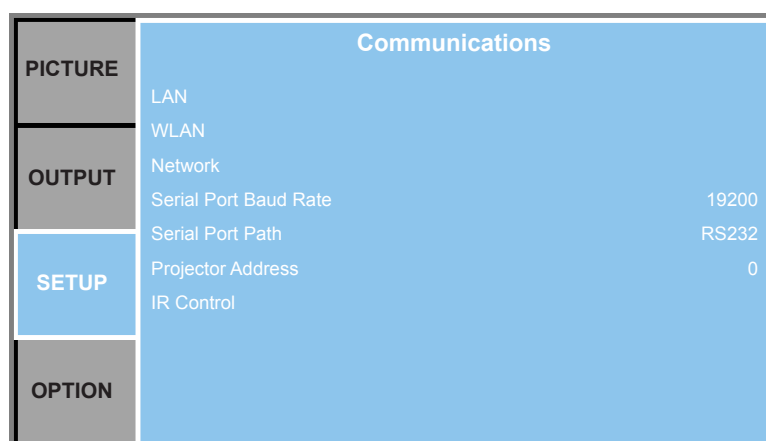 Communications
PICTURE
LAN
WLAN
OUTPUT
Network
Serial Port Baud Rate 19200
Serial Port Path RS232
SETUP
Projector Address 0
IR Control
OPTION